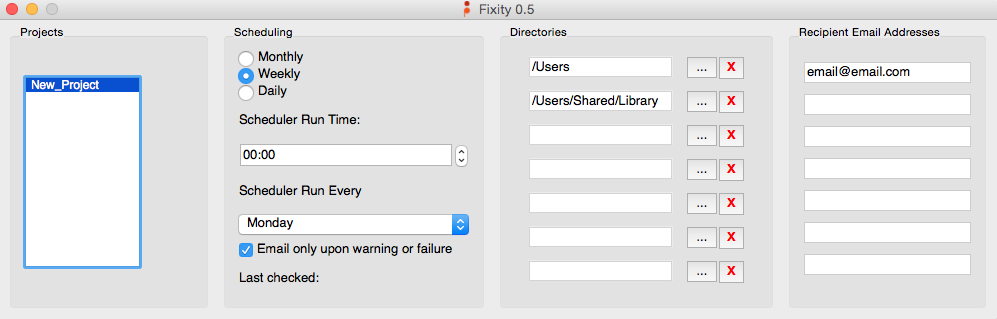 Fixity 0.5
Projects
New_Project
Scheduling
Monthly
Weekly
Daily
Scheduler Run Time:
00:00
Scheduler Run Every
Monday
Email only upon warning or failure
Last checked:
Directories
/Users ... X
/Users/Shared/Library ... X
... X
... X
... X
... X
... X
Recipient Email Addresses
email@email.com